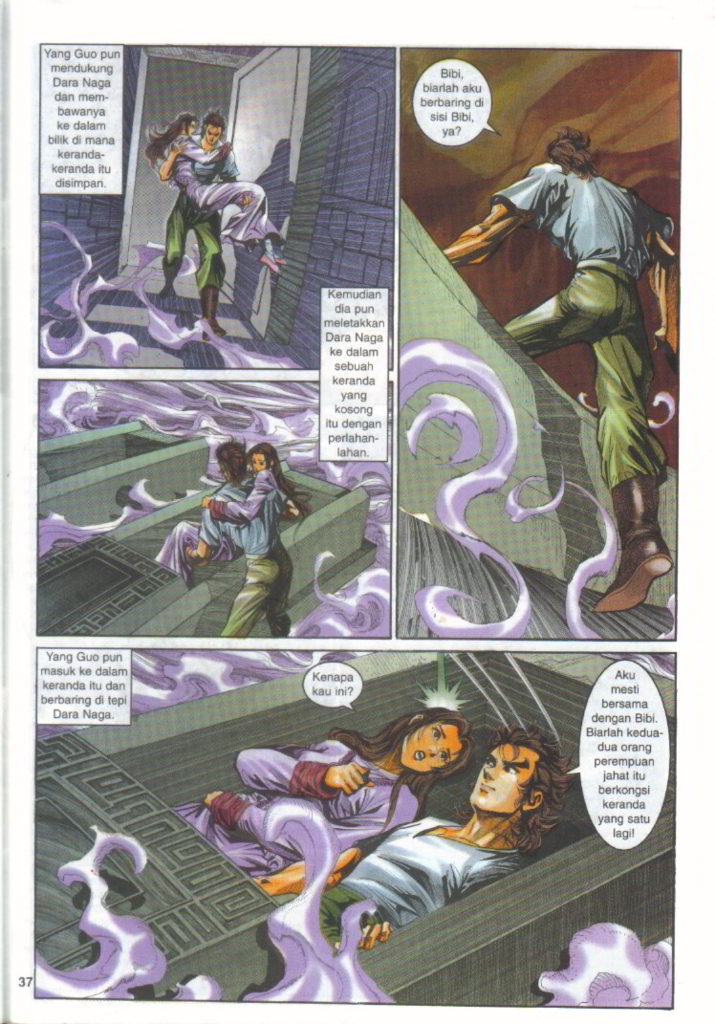 Yang Guo pun
mendukung
Dara Naga
dan mem-
bawanya
ke dalam
bilik di mana
keranda-
keranda itu
disimpan.
Kemudian
dia pun
meletakkan
Dara Naga
ke dalam
sebuah
keranda
yang
kosong
itu dengan
perlahan-
lahan.
Bibi,
biarlah aku
berbaring di
sisi Bibi,
ya?
Yang Guo pun
masuk ke dalam
keranda itu dan
berbaring di tepi
Dara Naga.
Kenapa
kau ini?
Aku
mesti
bersama
dengan Bibi.
Biarlah kedua-
dua orang
perempuan
jahat itu
berkongsi
keranda
yang satu
lagi!
37